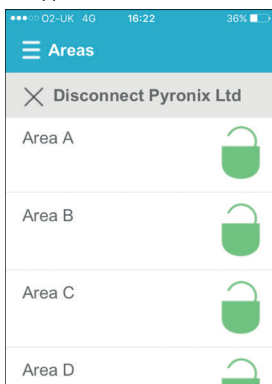 O2-UK 4G 16:22 36%
Areas
Disconnect Pyronix Ltd
Area A
Area B
Area C
Area D